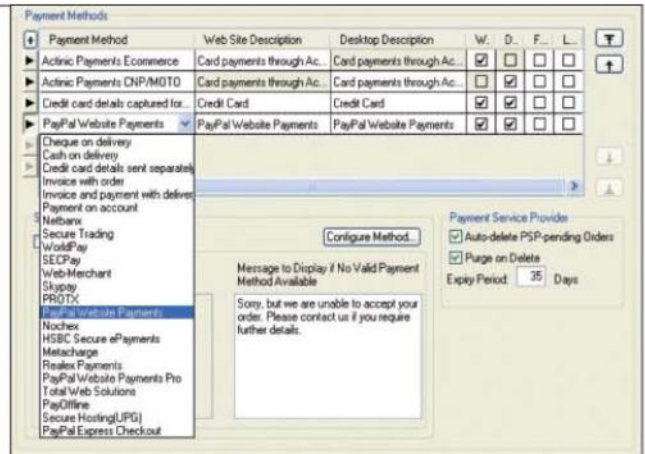 Payment Methods
Payment Method Web Site Description Desktop Description W. D.. F... L...
Actinic Payments Ecommerce Card payments through Ac... Card payments through Ac...
Actinic Payments CNP/MOTO Card payments through Ac... Card payments through Ac...
Credit card details captured for... Credit Card Credit Card
PayPal Website Payments PayPal Website Payments PayPal Website Payments
Cheque on delivery
Cash on delivery
Credit card details sent separately
Invoice with order
Invoice and payment with deliver
Payment on account
Netbanx
Secure Trading
WorldPay
SECPay
Web-Merchant
Skypay
PROTX
PayPal Website Payments
Nochex
HSBC Secure ePayments
Metacharge
Realex Payments
PayPal Website Payments Pro
Total Web Solutions
PayOffline
Secure Hosting(UPG)
PayPal Express Checkout
S
Configure Method...
Message to Display if No Valid Payment
Method Available
Sorry, but we are unable to accept your
order. Please contact us if you require
further details.
Payment Service Provider
Auto-delete PSP-pending Orders
Purge on Delete
Expiry Period: 35 Days